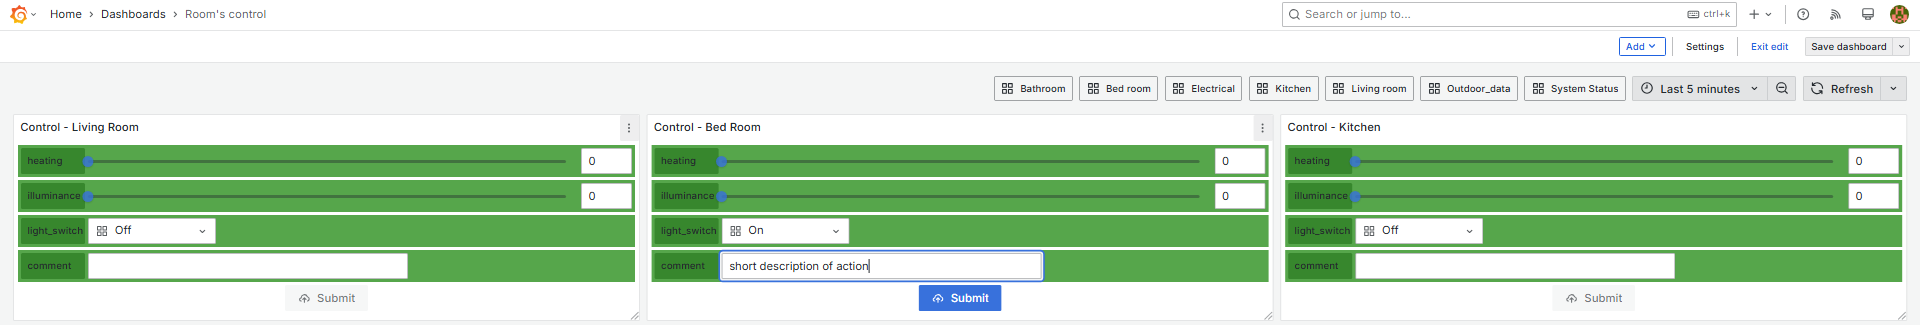 Home > Dashboards > Room's control
Search or jump to... ctrl+k
Add Settings Exit edit Save dashboard
Bathroom Bed room Electrical Kitchen Living room Outdoor_data System Status Last 5 minutes Refresh
Control - Living Room
heating 0
illuminance 0
light_switch Off
comment
Submit
Control - Bed Room
heating 0
illuminance 0
light_switch On
comment short description of action
Submit
Control - Kitchen
heating 0
illuminance 0
light_switch Off
comment
Submit